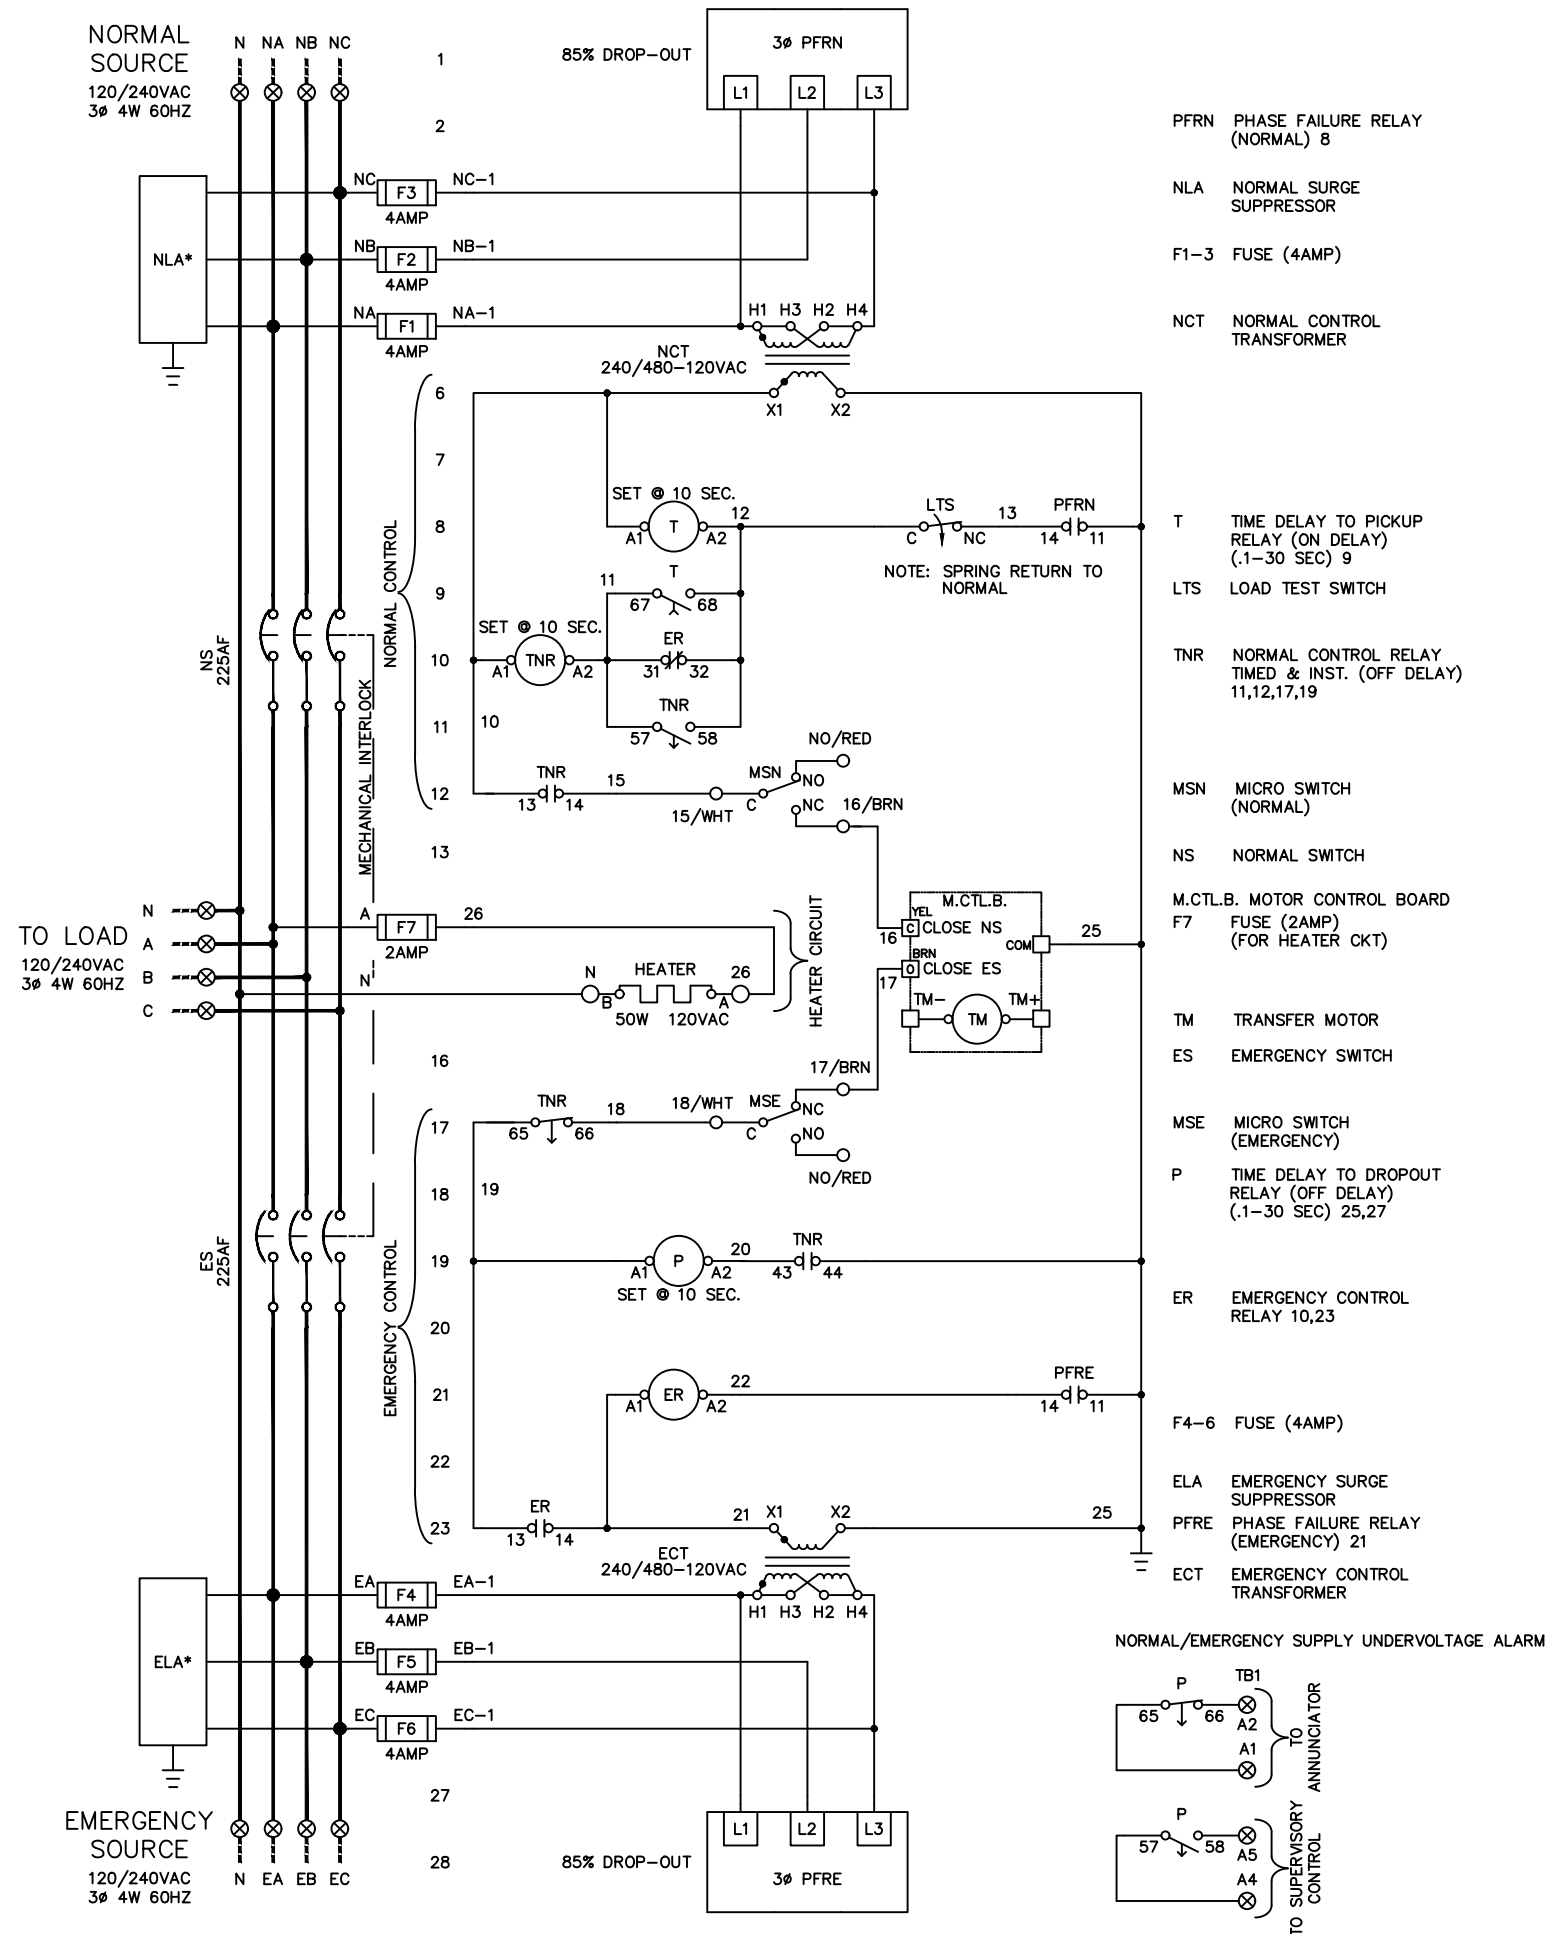 NORMAL
SOURCE
120/240VAC
3ø 4W 60HZ
N NA NB NC
1
85% DROP-OUT
3ø PFRN
L1 L2 L3
2
PFRN PHASE FAILURE RELAY
(NORMAL) 8
NC F3 NC-1
4AMP
NLA NORMAL SURGE
SUPPRESSOR
NLA*
NB F2 NB-1
4AMP
F1-3 FUSE (4AMP)
NA F1 NA-1
4AMP
H1 H3 H2 H4
NCT
240/480-120VAC
NCT NORMAL CONTROL
TRANSFORMER
6
X1 X2
7
NORMAL CONTROL
SET @ 10 SEC.
8
A1 T A2
12
LTS
C NC
13
PFRN
14 11
NOTE: SPRING RETURN TO
NORMAL
T TIME DELAY TO PICKUP
RELAY (ON DELAY)
(.1-30 SEC) 9
LTS LOAD TEST SWITCH
9
11
T
67 68
SET @ 10 SEC.
10
A1 TNR A2
ER
31 32
TNR NORMAL CONTROL RELAY
TIMED & INST. (OFF DELAY)
11,12,17,19
NS
225AF
MECHANICAL INTERLOCK
11
10
TNR
57 58
NO/RED
12
TNR
13 14
15
15/WHT
MSN
C
NO
NC
16/BRN
MSN MICRO SWITCH
(NORMAL)
13
NS NORMAL SWITCH
M.CTL.B. MOTOR CONTROL BOARD
F7 FUSE (2AMP)
(FOR HEATER CKT)
TO LOAD
120/240VAC
3ø 4W 60HZ
N
A
B
C
A F7 26
2AMP
N
N HEATER 26
B A
50W 120VAC
HEATER CIRCUIT
M.CTL.B.
YEL
16 C CLOSE NS
BRN
17 O CLOSE ES
COM
25
TM- TM+
TM
TM TRANSFER MOTOR
ES EMERGENCY SWITCH
16
17/BRN
17
TNR
65 66
18
18/WHT
MSE
C
NC
NO
NO/RED
MSE MICRO SWITCH
(EMERGENCY)
P TIME DELAY TO DROPOUT
RELAY (OFF DELAY)
(.1-30 SEC) 25,27
18
19
ES
225AF
EMERGENCY CONTROL
19
A1 P A2
20
TNR
43 44
SET @ 10 SEC.
ER EMERGENCY CONTROL
RELAY 10,23
20
21
A1 ER A2
22
PFRE
14 11
F4-6 FUSE (4AMP)
22
ELA EMERGENCY SURGE
SUPPRESSOR
23
ER
13 14
21
X1 X2
25
PFRE PHASE FAILURE RELAY
(EMERGENCY) 21
ECT
240/480-120VAC
ECT EMERGENCY CONTROL
TRANSFORMER
EA F4 EA-1
4AMP
H1 H3 H2 H4
ELA*
EB F5 EB-1
4AMP
EC F6 EC-1
4AMP
NORMAL/EMERGENCY SUPPLY UNDERVOLTAGE ALARM
P TB1
65 66 A2
A1
TO
ANNUNCIATOR
27
EMERGENCY
SOURCE
120/240VAC
3ø 4W 60HZ
N EA EB EC
28
85% DROP-OUT
L1 L2 L3
3ø PFRE
P
57 58 A5
A4
TO SUPERVISORY
CONTROL